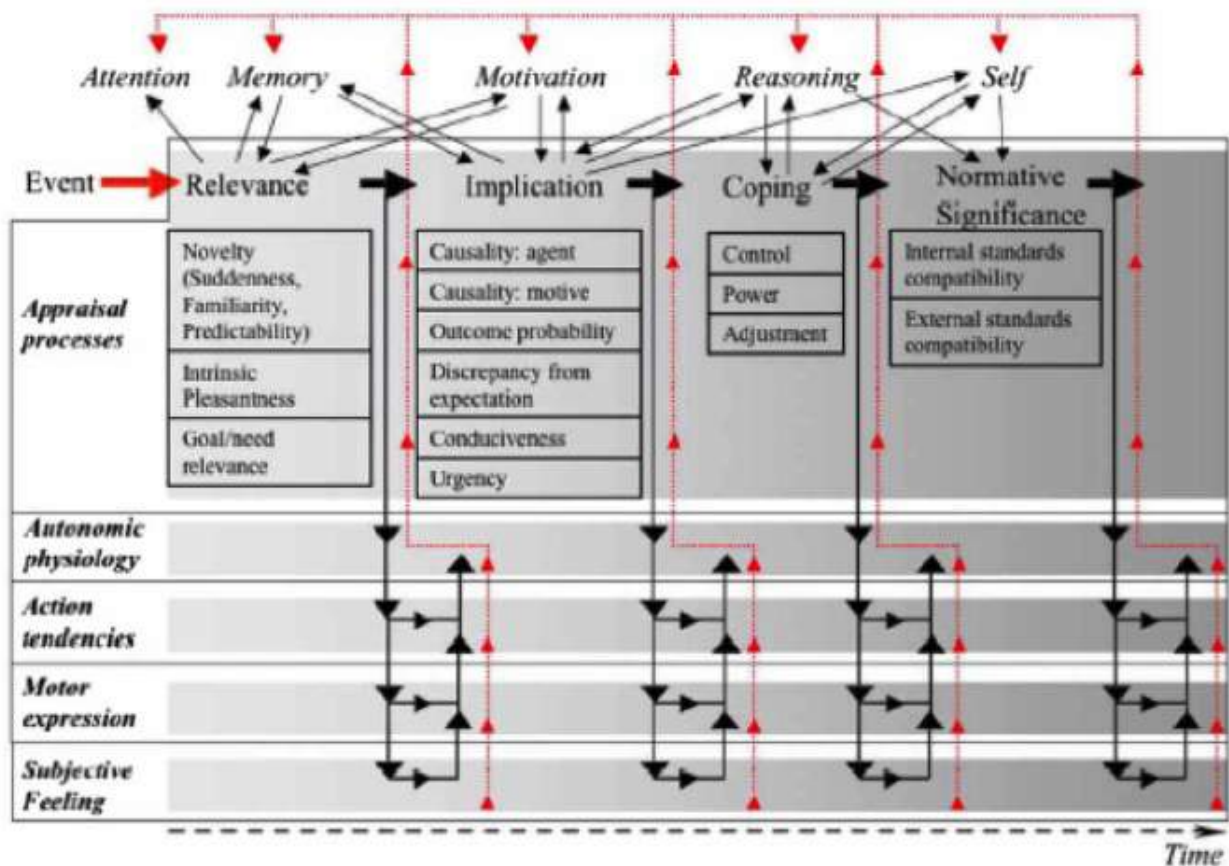 Attention Memory Motivation Reasoning Self
Event Relevance Implication Coping Normative
Significance
Appraisal
processes
Novelty
(Suddenness,
Familiarity,
Predictability)
Intrinsic
Pleasantness
Goal/need
relevance
Causality: agent
Causality: motive
Outcome probability
Discrepancy from
expectation
Conduciveness
Urgency
Control
Power
Adjustment
Internal standards
compatibility
External standards
compatibility
Autonomic
physiology
Action
tendencies
Motor
expression
Subjective
Feeling
Time